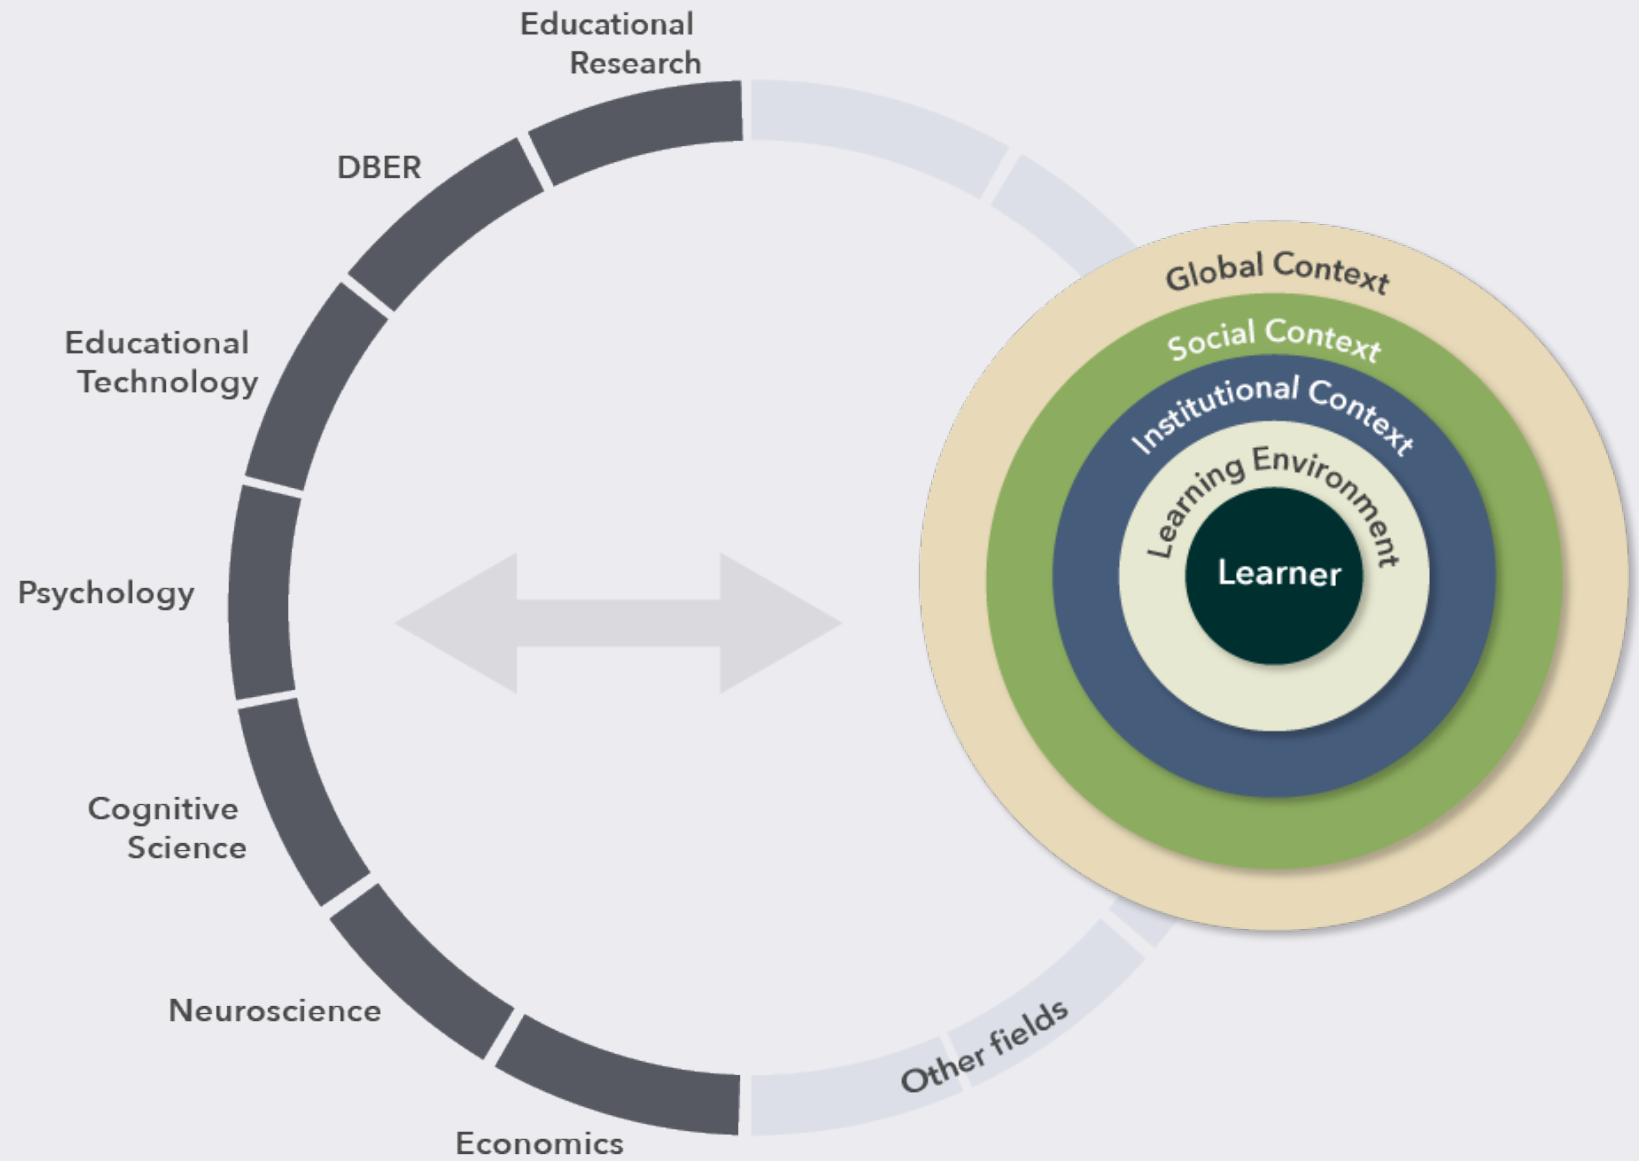 Educational
Research
DBER
Educational
Technology
Psychology
Cognitive
Science
Neuroscience
Economics
Other fields
Global Context
Social Context
Institutional Context
Learning Environment
Learner